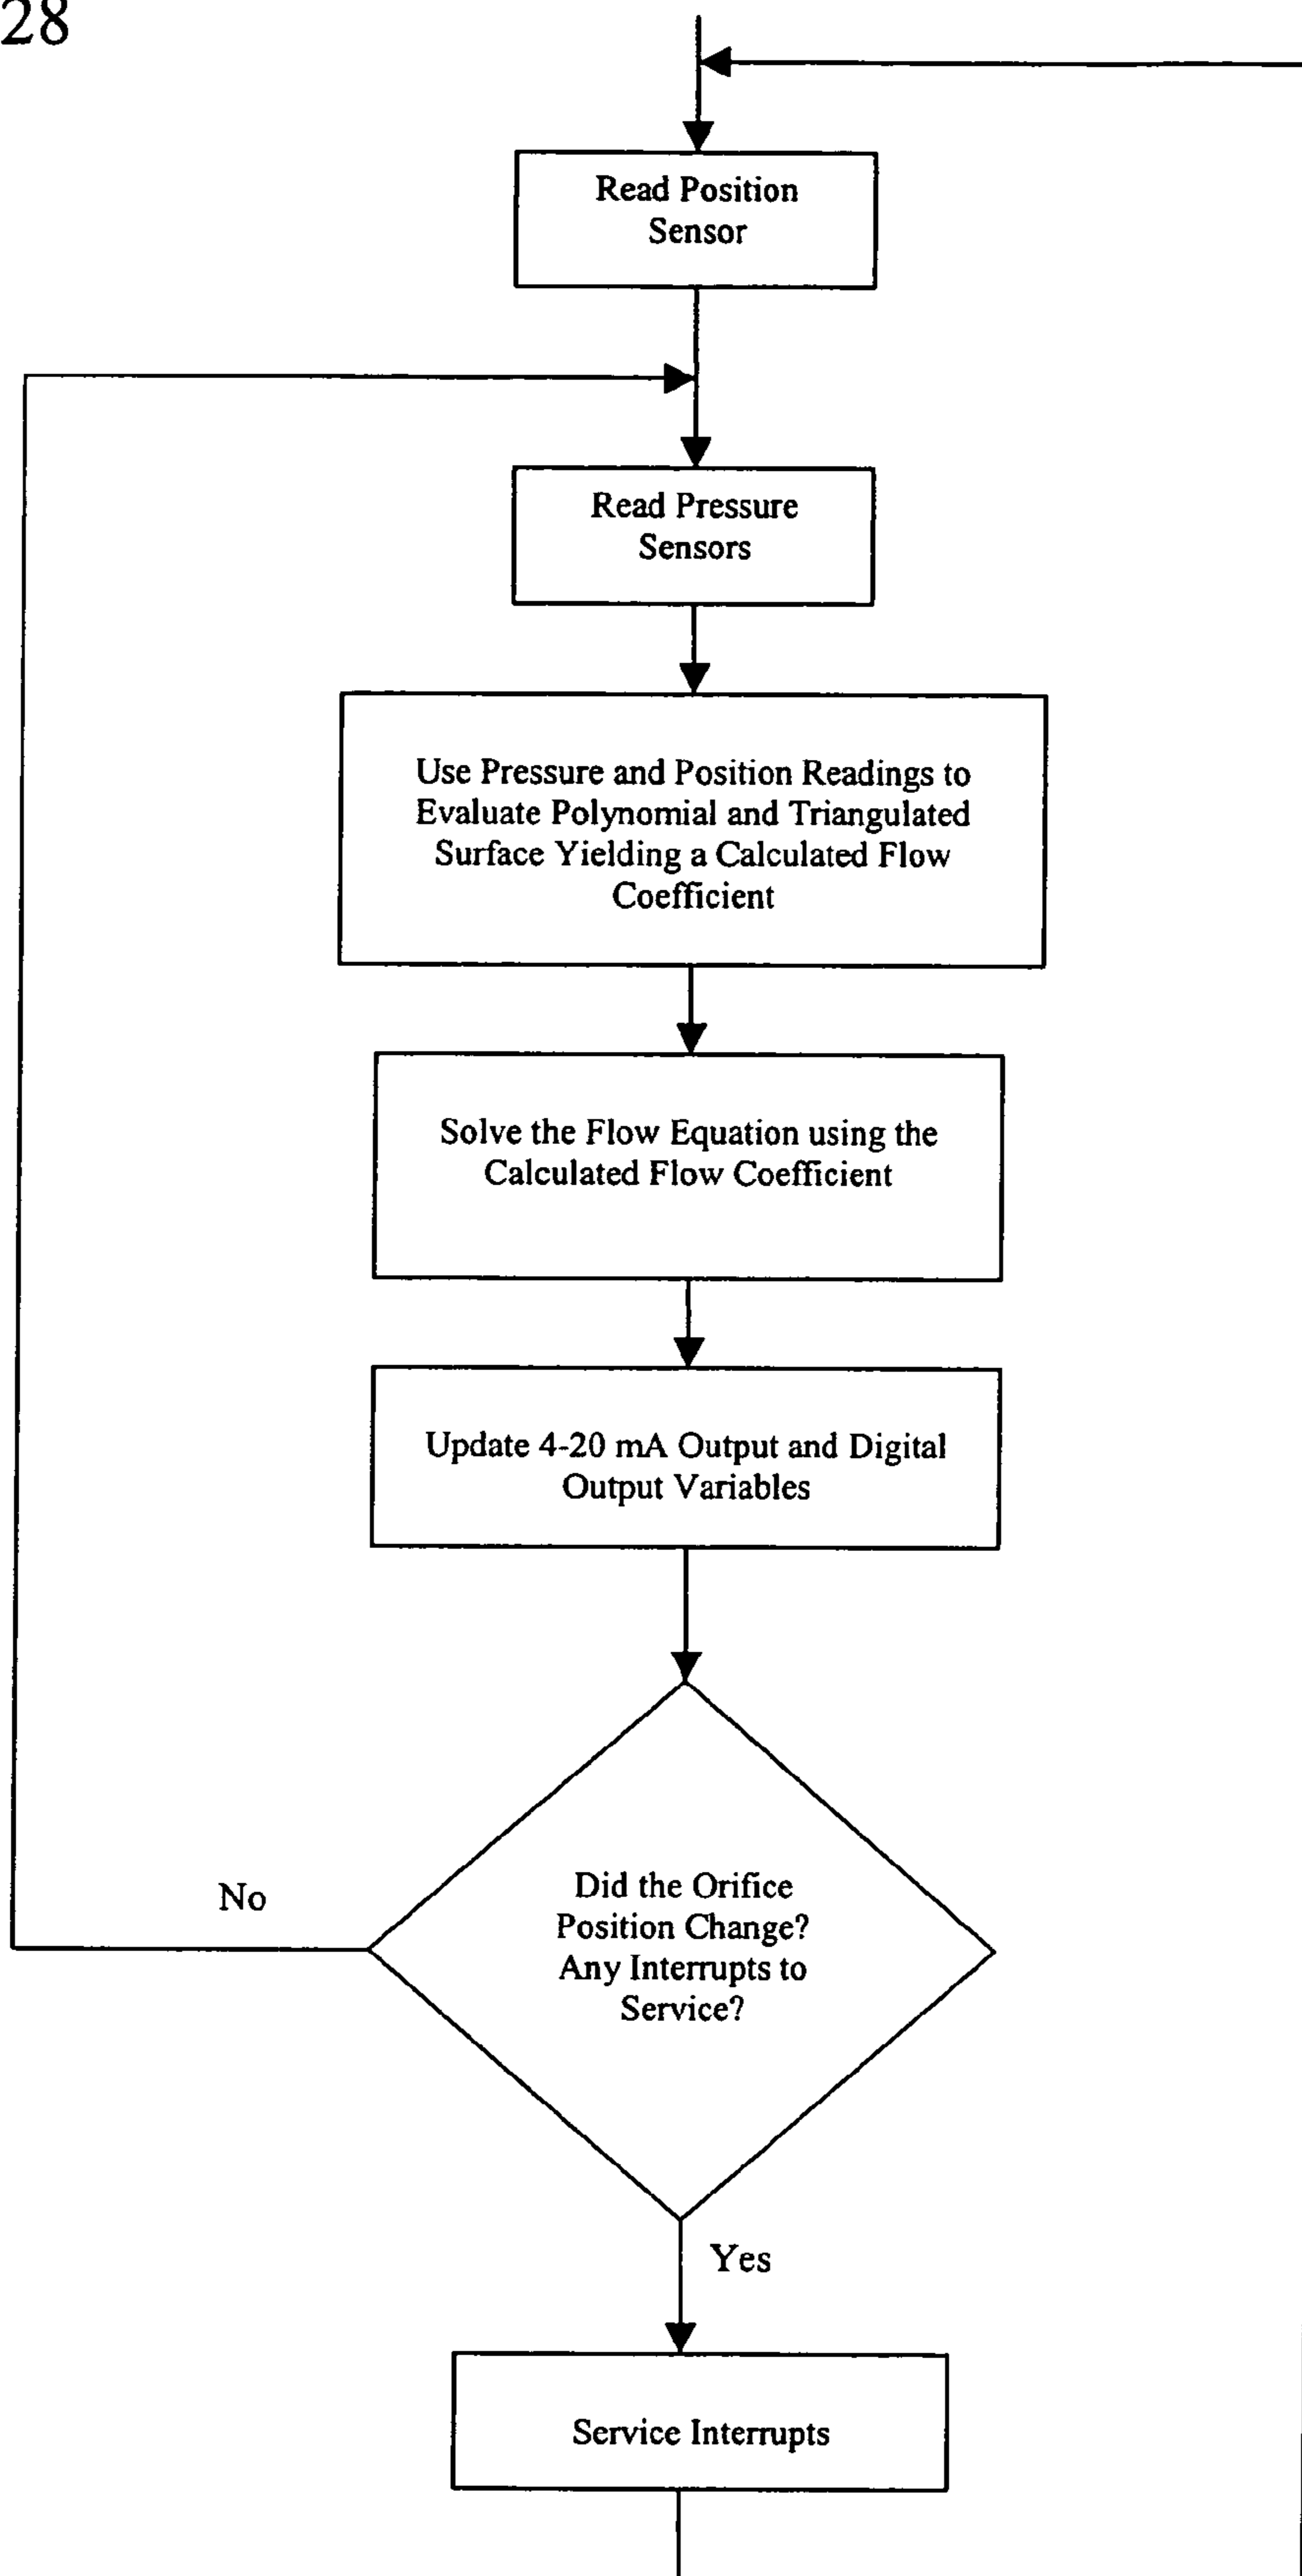 28
Read Position
Sensor
Read Pressure
Sensors
Use Pressure and Position Readings to
Evaluate Polynomial and Triangulated
Surface Yielding a Calculated Flow
Coefficient
Solve the Flow Equation using the
Calculated Flow Coefficient
Update 4-20 mA Output and Digital
Output Variables
Did the Orifice
Position Change?
Any Interrupts to
Service?
No
Yes
Service Interrupts